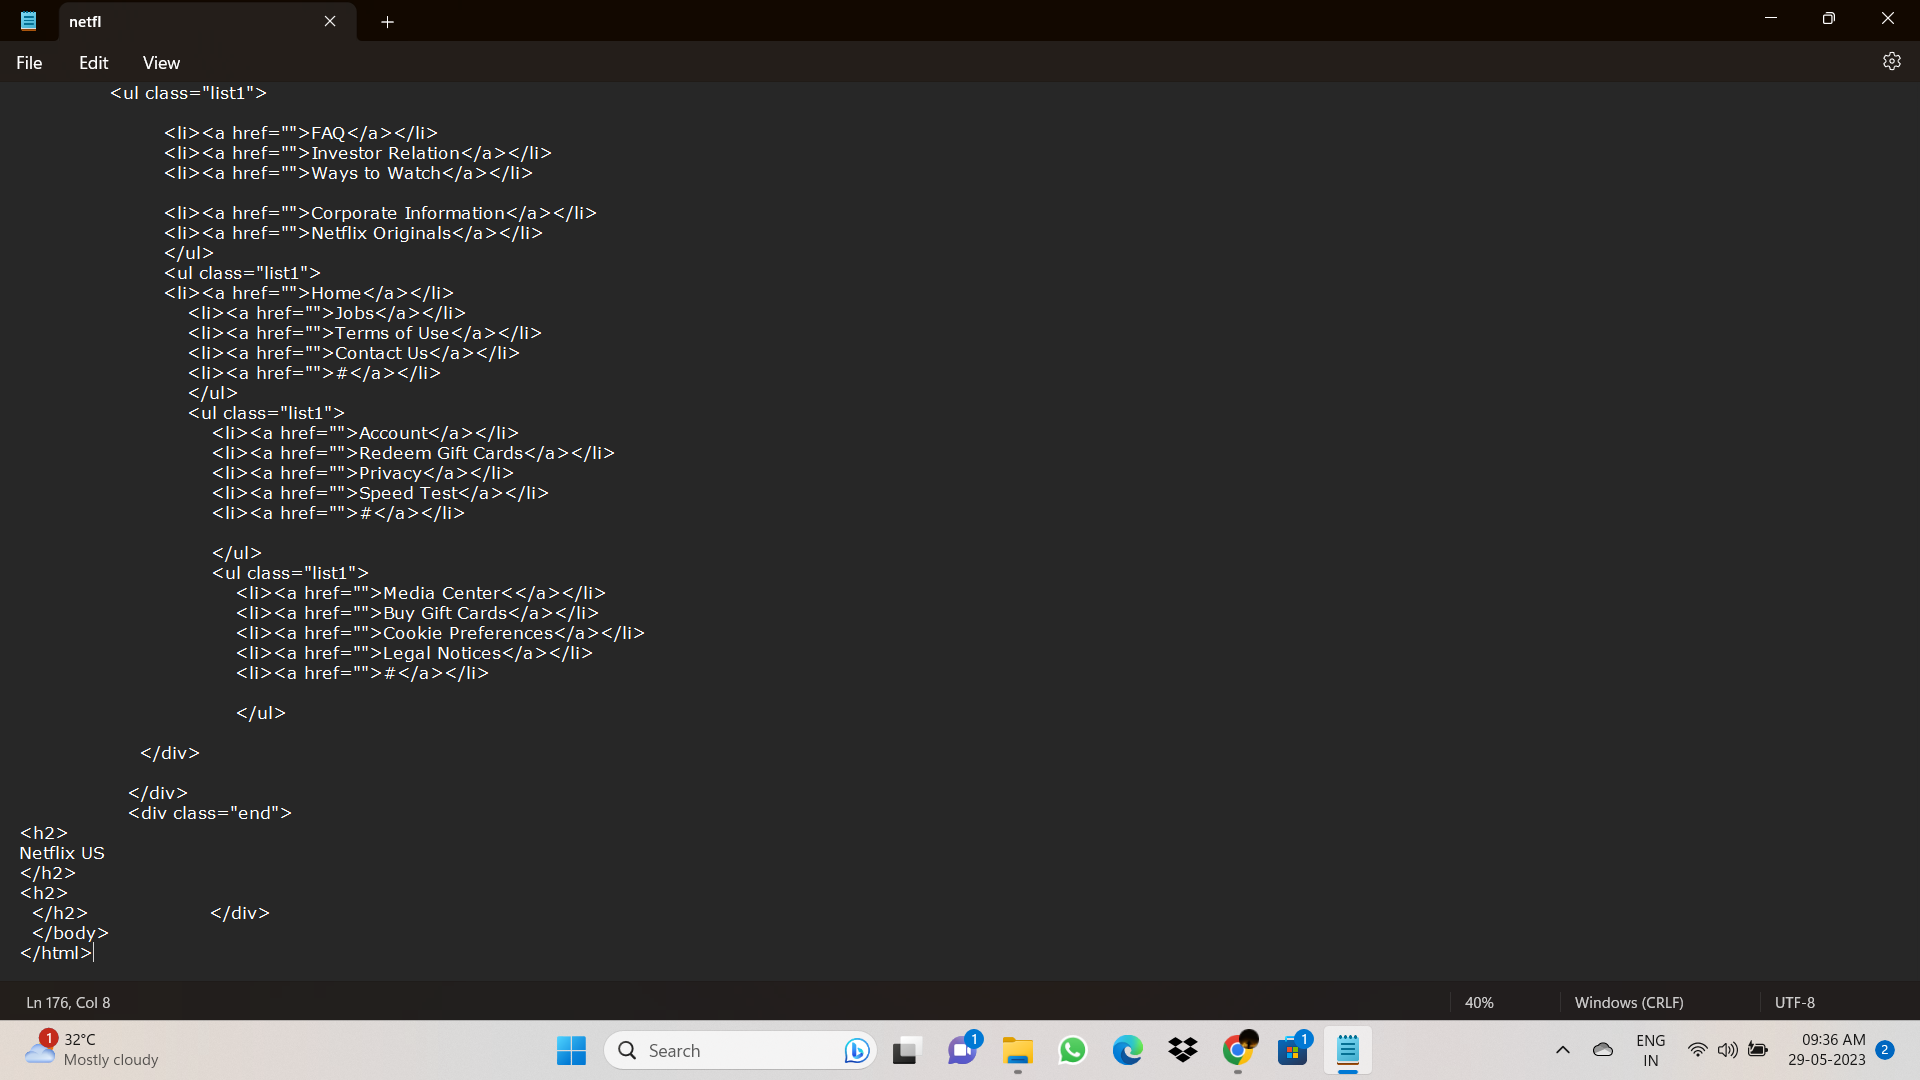 netfl
File Edit View
<ul class="list1">
<li><a href="">FAQ</a></li>
<li><a href="">Investor Relation</a></li>
<li><a href="">Ways to Watch</a></li>
<li><a href="">Corporate Information</a></li>
<li><a href="">Netflix Originals</a></li>
</ul>
<ul class="list1">
<li><a href="">Home</a></li>
<li><a href="">Jobs</a></li>
<li><a href="">Terms of Use</a></li>
<li><a href="">Contact Us</a></li>
<li><a href="">#</a></li>
</ul>
<ul class="list1">
<li><a href="">Account</a></li>
<li><a href="">Redeem Gift Cards</a></li>
<li><a href="">Privacy</a></li>
<li><a href="">Speed Test</a></li>
<li><a href="">#</a></li>
</ul>
<ul class="list1">
<li><a href="">Media Center<</a></li>
<li><a href="">Buy Gift Cards</a></li>
<li><a href="">Cookie Preferences</a></li>
<li><a href="">Legal Notices</a></li>
<li><a href="">#</a></li>
</ul>
</div>
</div>
<div class="end">
<h2>
Netflix US
</h2>
<h2>
</h2> </div>
</body>
</html>
Ln 176, Col 8 40% Windows (CRLF) UTF-8
1 32°C
Mostly cloudy
Search
1
1
ENG
IN
09:36 AM
29-05-2023
2